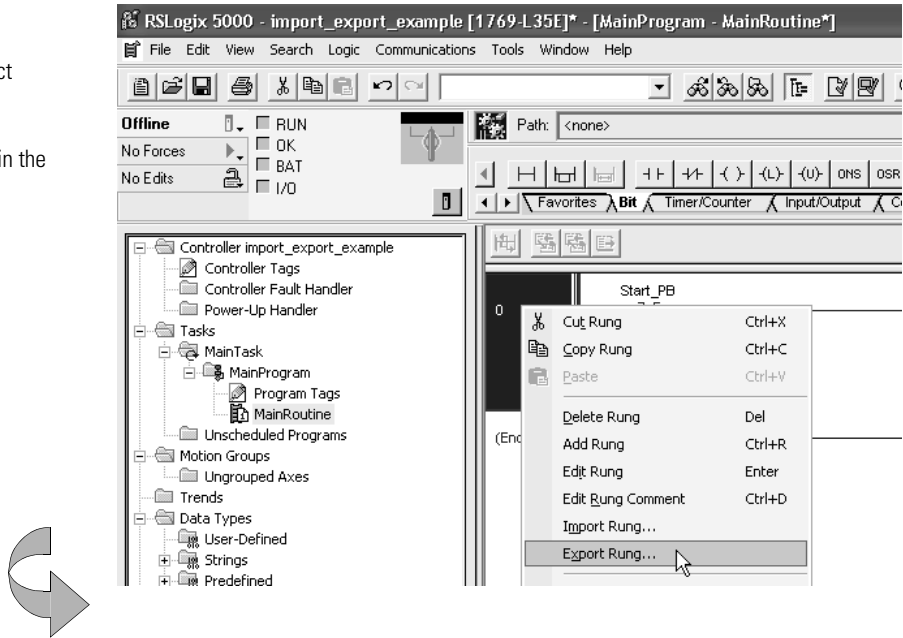 ct
in the
RSLogix 5000 - import_export_example [1769-L35E]* - [MainProgram - MainRoutine*]
File Edit View Search Logic Communications Tools Window Help
Offline
RUN
No Forces
OK
No Edits
BAT
I/O
Path: <none>
ONS OSR
Favorites Bit Timer/Counter Input/Output
Controller import_export_example
Controller Tags
Controller Fault Handler
Power-Up Handler
Tasks
MainTask
MainProgram
Program Tags
MainRoutine
Unscheduled Programs
Motion Groups
Ungrouped Axes
Trends
Data Types
User-Defined
Strings
Predefined
0
Start_PB
(End
Cut Rung Ctrl+X
Copy Rung Ctrl+C
Paste Ctrl+V
Delete Rung Del
Add Rung Ctrl+R
Edit Rung Enter
Edit Rung Comment Ctrl+D
Import Rung...
Export Rung...